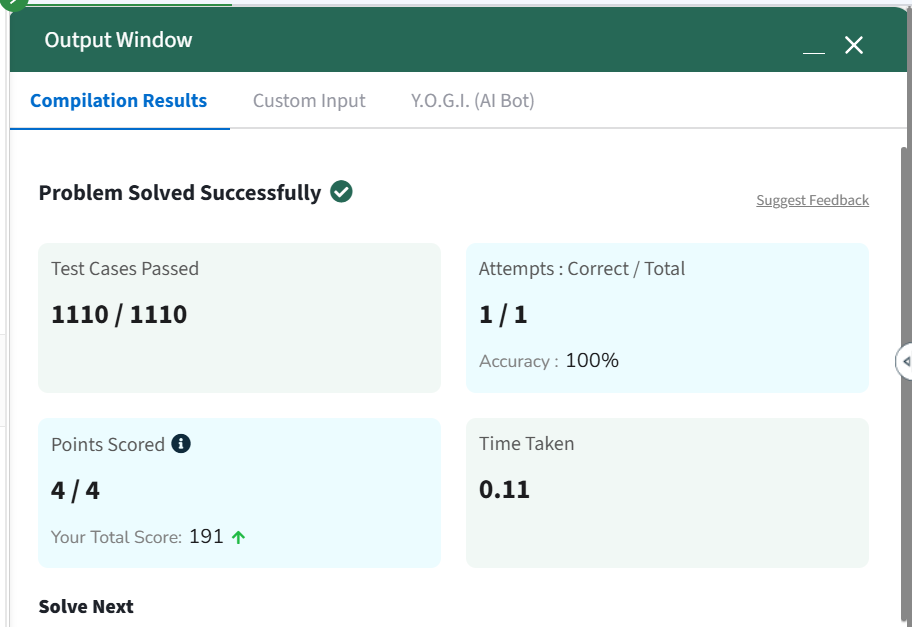 Output Window
Compilation Results Custom Input Y.O.G.I. (AI Bot)
Problem Solved Successfully
Suggest Feedback
Test Cases Passed
1110 / 1110
Attempts : Correct / Total
1 / 1
Accuracy : 100%
Points Scored
4 / 4
Your Total Score: 191
Time Taken
0.11
Solve Next